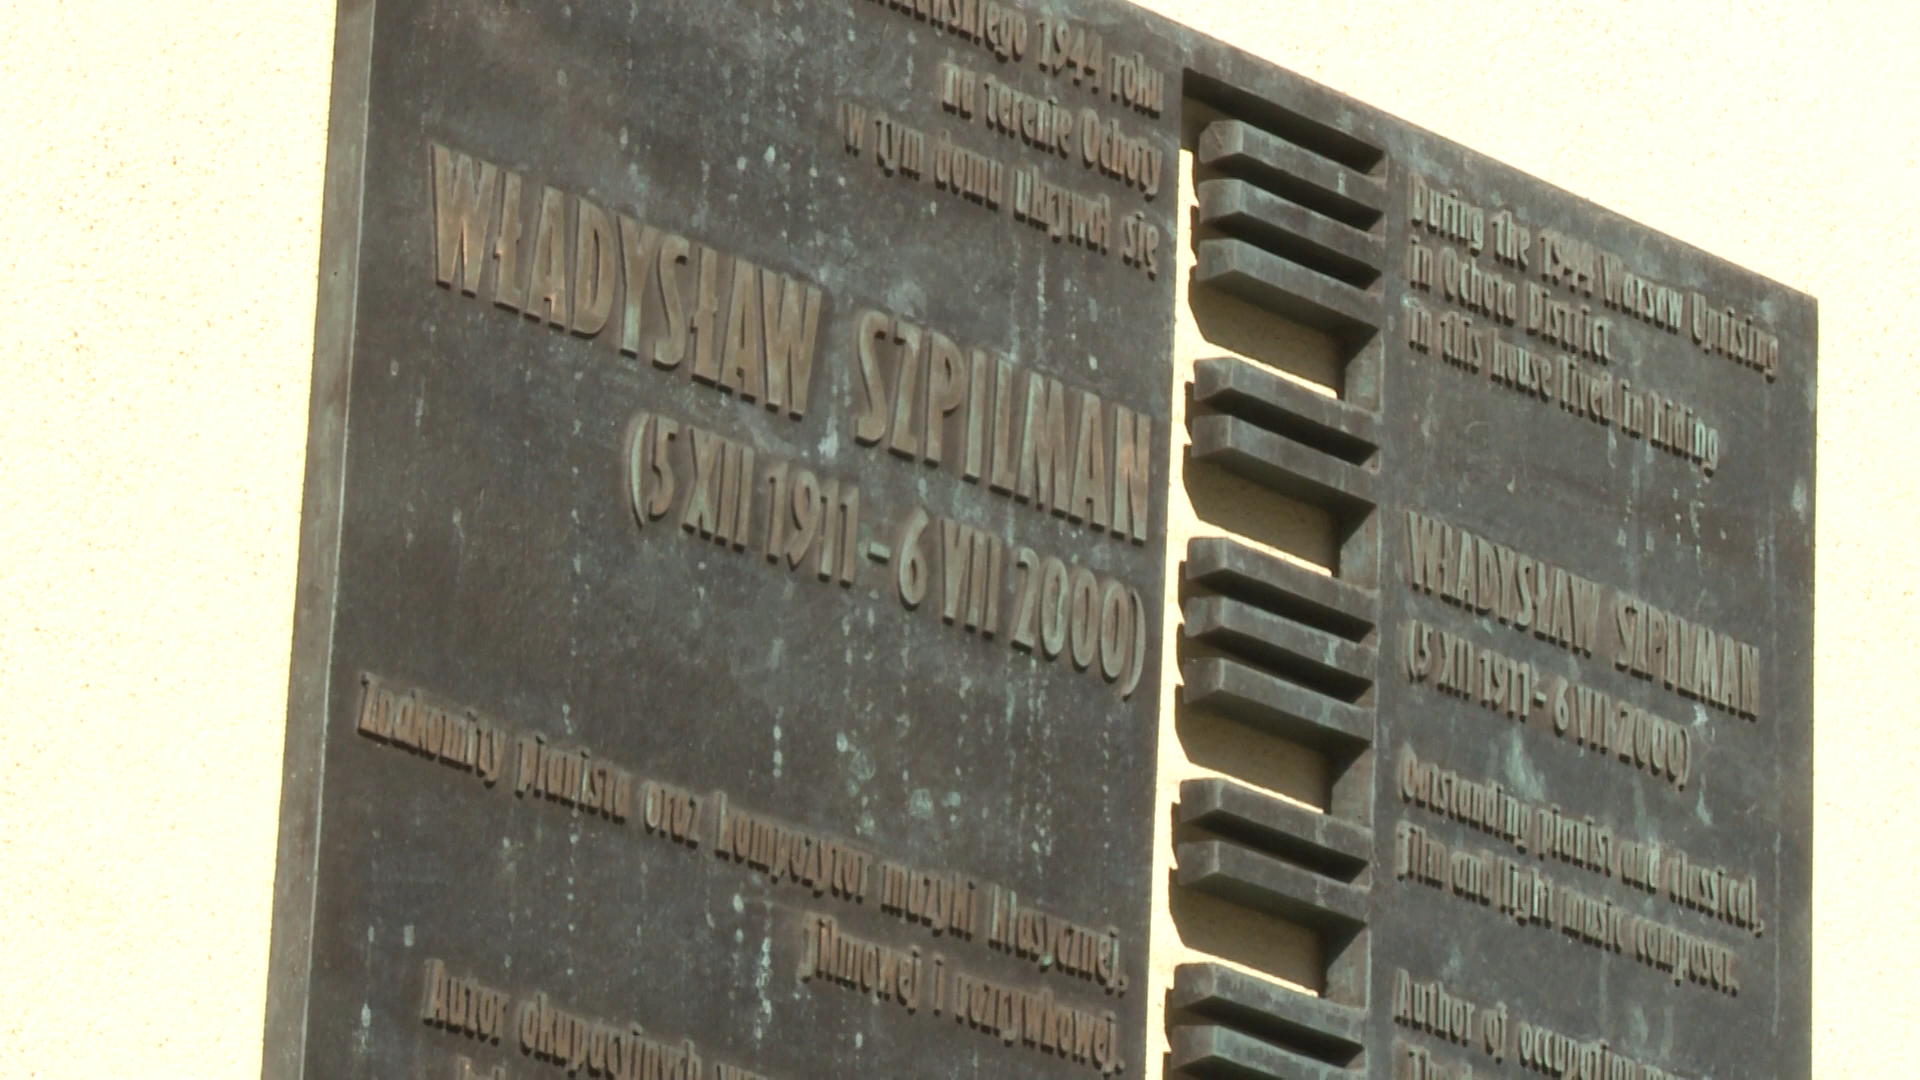 1944 roku
na terenie Ochoty
w tym domu ukrywał się
WŁADYSŁAW SZPILMAN
(5 XII 1911 - 6 VII 2000)
Znakomity pianista oraz kompozytor muzyki klasycznej,
filmowej i rozrywkowej.
Autor okupacyjnych
During the 1944 Warsaw Uprising
in Ochota District
in this house lived in hiding
WŁADYSŁAW SZPILMAN
(5 XII 1911 - 6 VII 2000)
Outstanding pianist and classical,
film and light music composer.
Author of